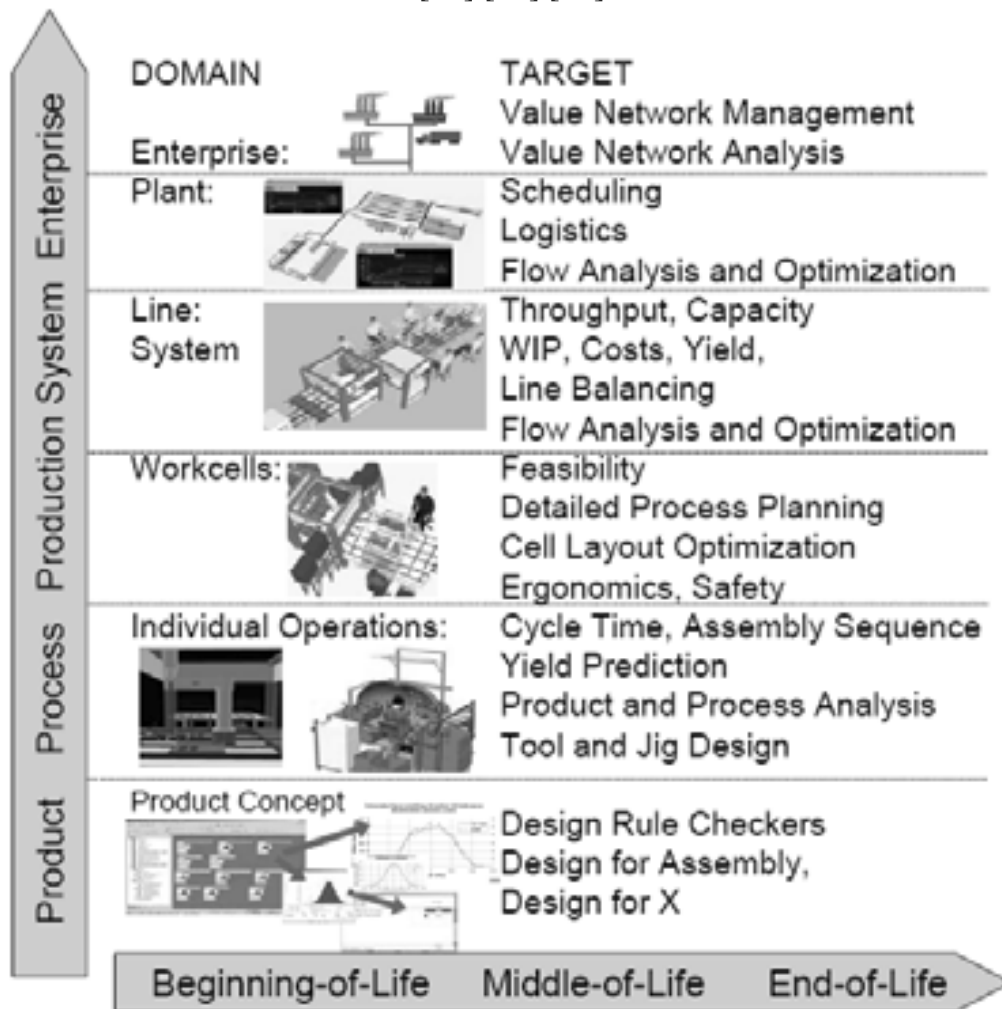 DOMAIN
TARGET
Value Network Management
Enterprise:
Value Network Analysis
Plant:
Scheduling
Logistics
Flow Analysis and Optimization
Line:
System
Throughput, Capacity
WIP, Costs, Yield,
Line Balancing
Flow Analysis and Optimization
Workcells:
Feasibility
Detailed Process Planning
Cell Layout Optimization
Ergonomics, Safety
Individual Operations:
Cycle Time, Assembly Sequence
Yield Prediction
Product and Process Analysis
Tool and Jig Design
Product Concept
Design Rule Checkers
Design for Assembly,
Design for X
Enterprise
Production System
Process
Product
Beginning-of-Life
Middle-of-Life
End-of-Life